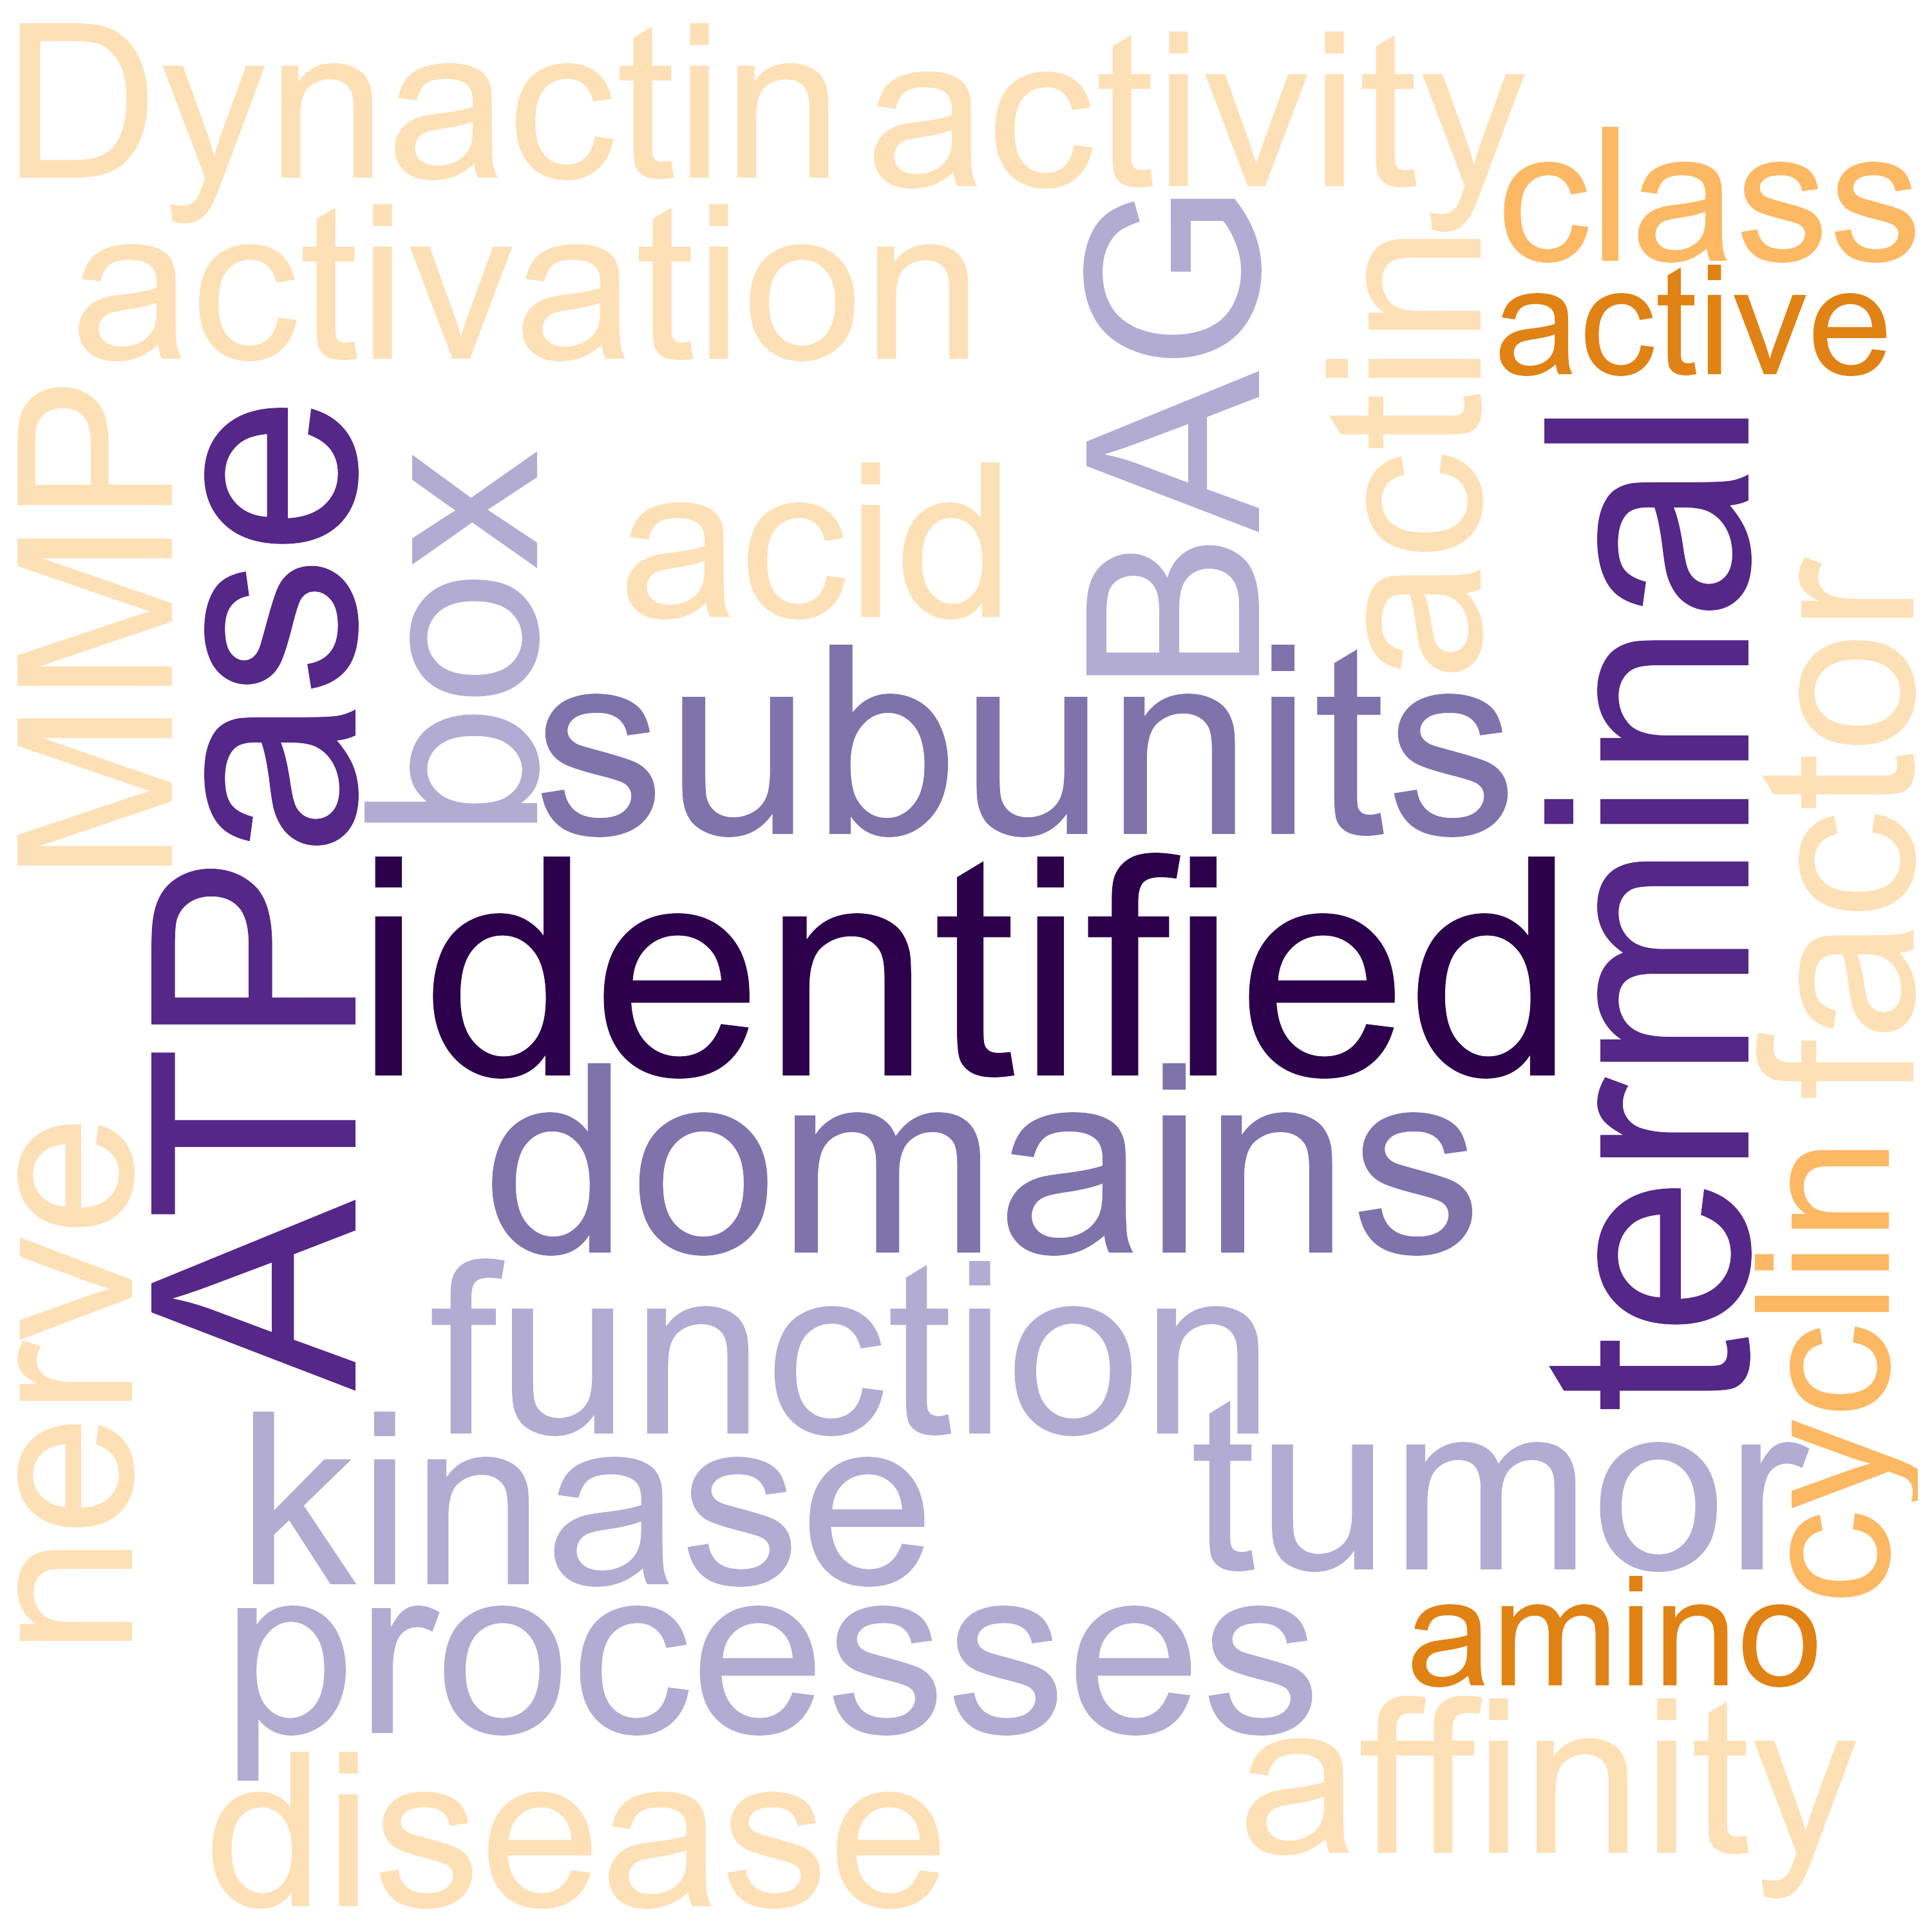 Dynactin
activity
class
activation
active
BAG
actin
MMP
ATPase
box
acid
terminal
subunits
factor
identified
domains
nerve
cyclin
function
kinase
tumor
processes
amino
affinity
disease